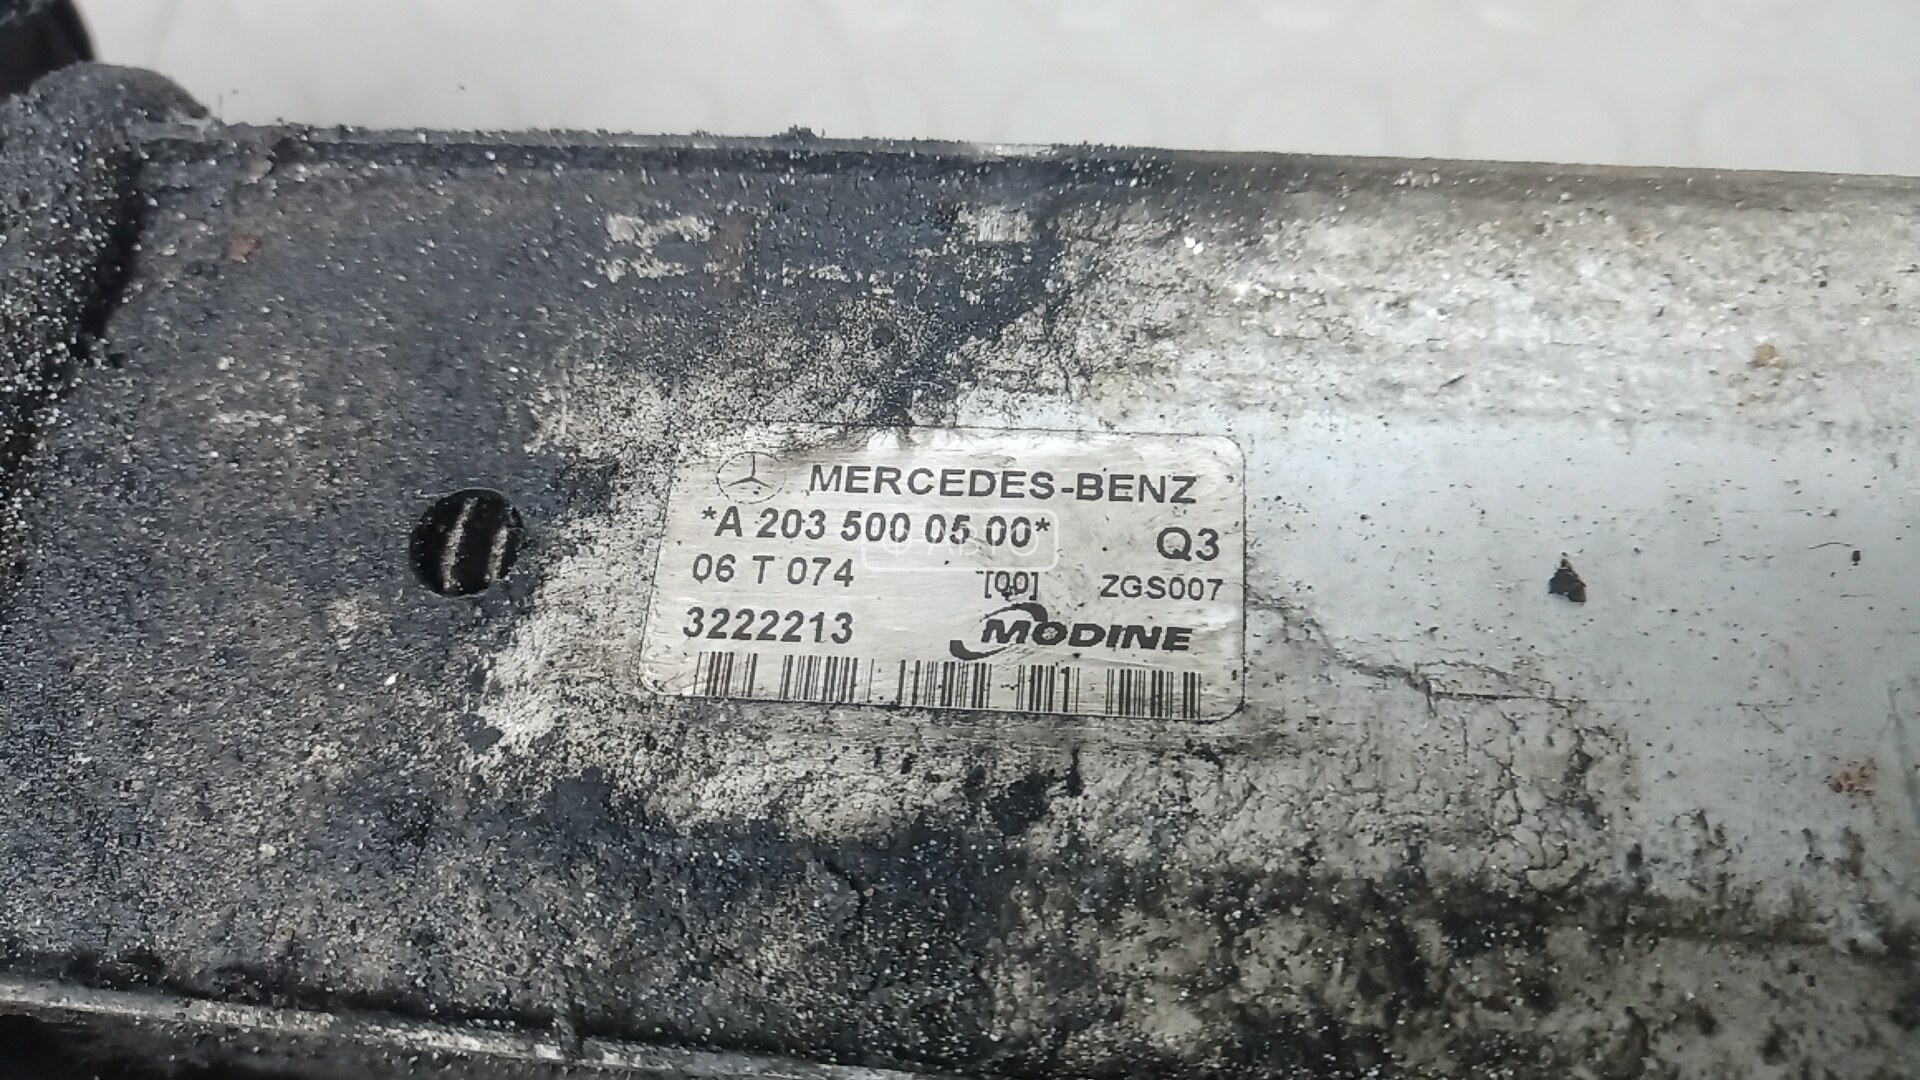 MERCEDES-BENZ
*A 203 500 05 00* Q3
06 T 074 [00] ZGS007
3222213 MODINE